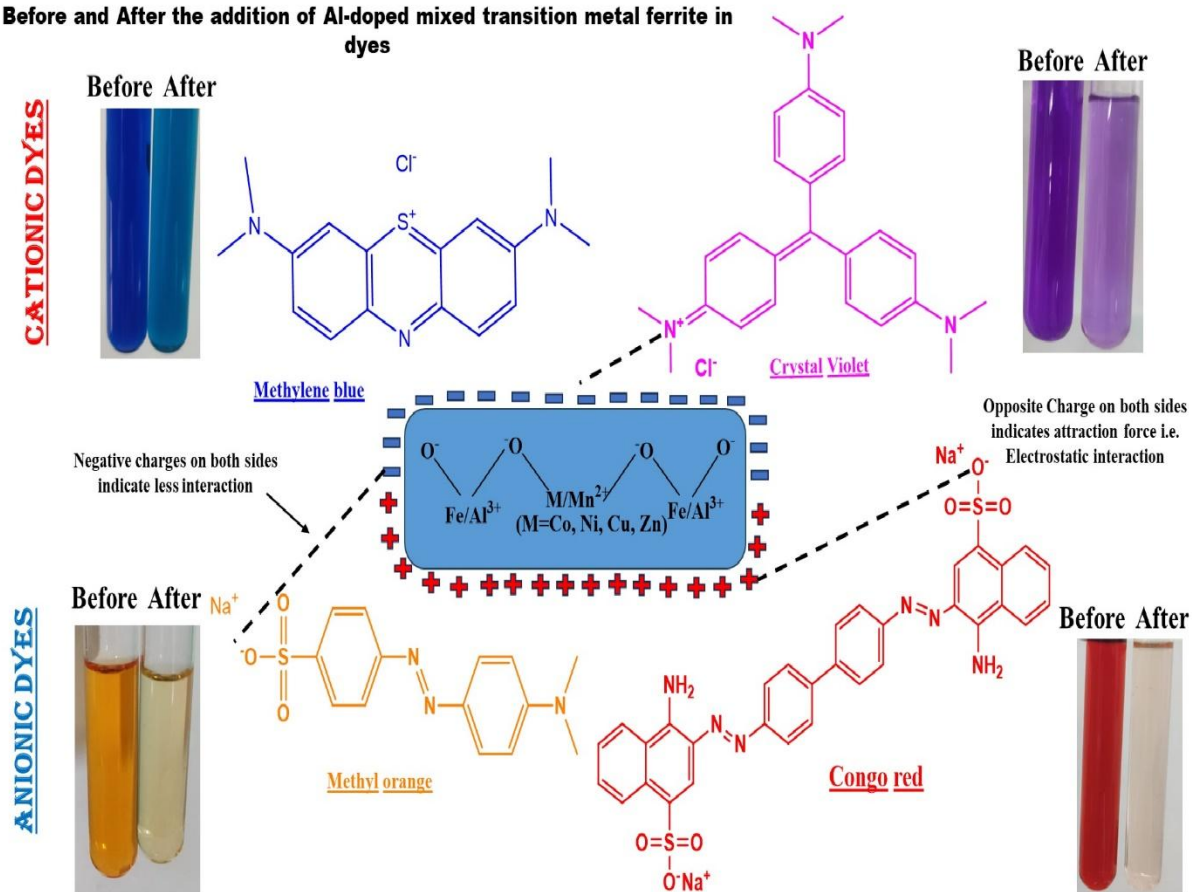 Before and After the addition of Al-doped mixed transition metal ferrite in
dyes
CATIONIC DYES
Before After
Cl⁻
N
N
S⁺
N
Methylene blue
N
N⁺
N
Cl⁻
Crystal Violet
Before After
Negative charges on both sides
indicate less interaction
O⁻
⁻O
⁻O
O⁻
Fe/Al³⁺
M/Mn²⁺
Fe/Al³⁺
(M=Co, Ni, Cu, Zn)
Opposite Charge on both sides
indicates attraction force i.e.
Electrostatic interaction
ANIONIC DYES
Before After
Na⁺
O
⁻O
S
O
N
N
N
Methyl orange
Na⁺
O⁻
O=S=O
N=N
NH₂
NH₂
N=N
O=S=O
O⁻Na⁺
Congo red
Before After